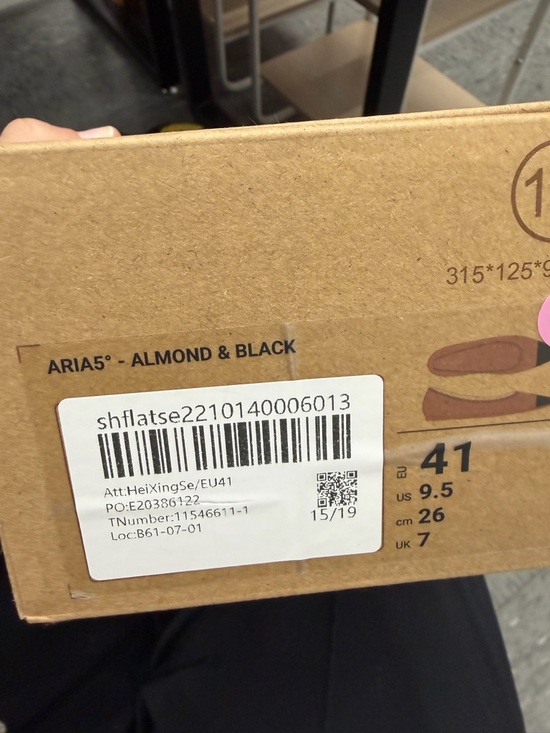 1
315*125*9
ARIA5° - ALMOND & BLACK
shflatse2210140006013
Att:HeiXingSe/EU41
PO:E20386122
TNumber:11546611-1
Loc:B61-07-01
15/19
EU 41
US 9.5
cm 26
UK 7